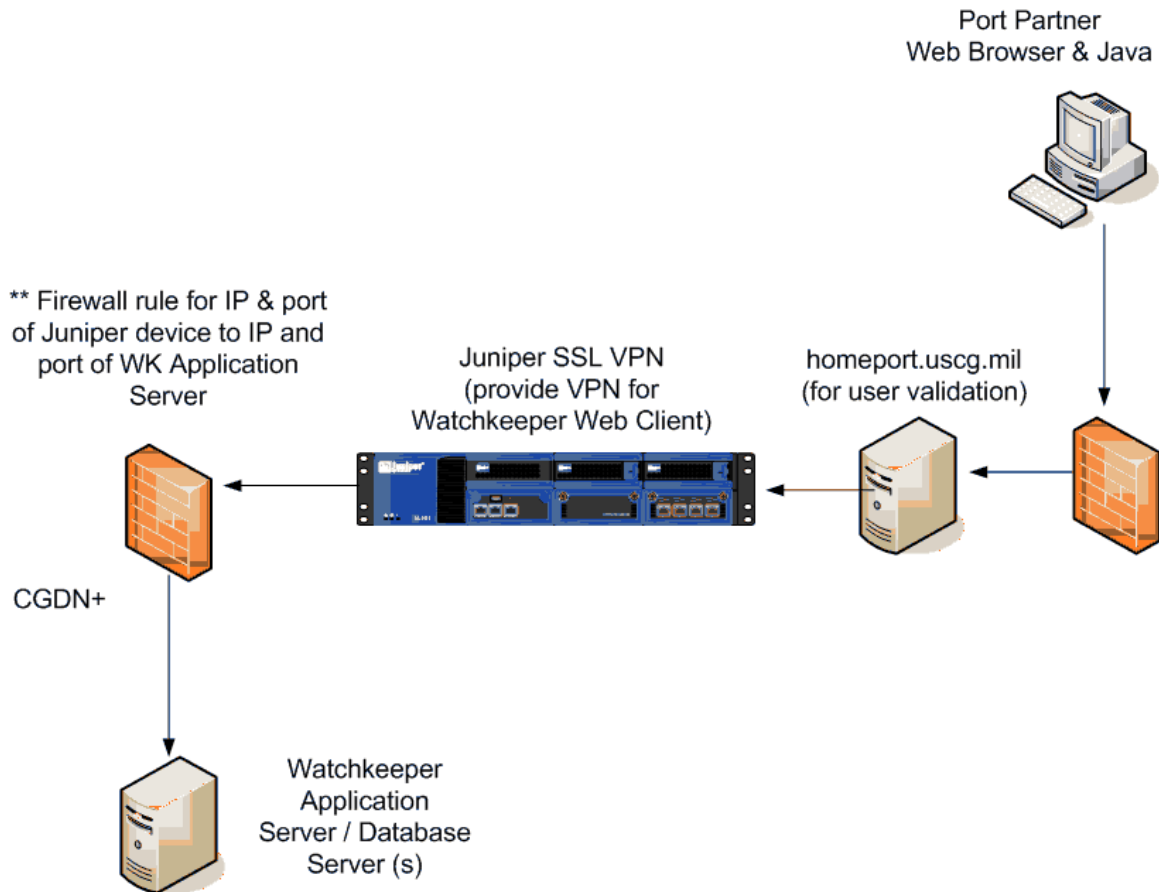 Port Partner
Web Browser & Java
** Firewall rule for IP & port
of Juniper device to IP and
port of WK Application
Server
Juniper SSL VPN
(provide VPN for
Watchkeeper Web Client)
homeport.uscg.mil
(for user validation)
Juniper
CGDN+
Watchkeeper
Application
Server / Database
Server (s)